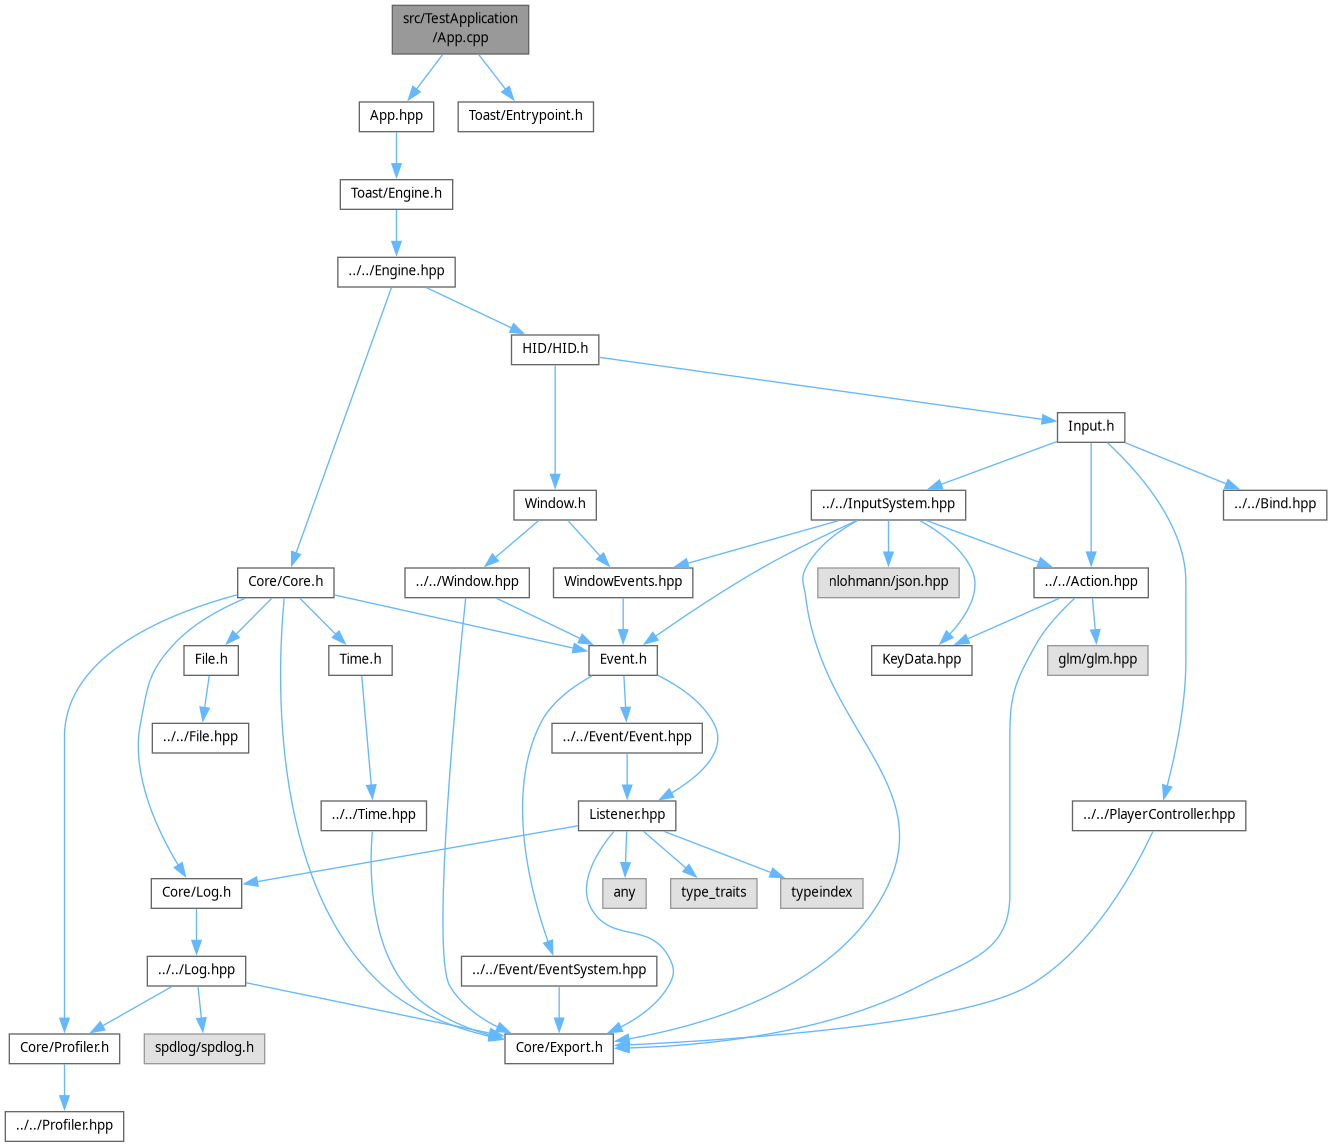 src/TestApplication
/App.cpp
App.hpp
Toast/Entrypoint.h
Toast/Engine.h
../../Engine.hpp
HID/HID.h
Input.h
Window.h
../../InputSystem.hpp
../../Bind.hpp
Core/Core.h
../../Window.hpp
WindowEvents.hpp
nlohmann/json.hpp
../../Action.hpp
File.h
Time.h
Event.h
KeyData.hpp
glm/glm.hpp
../../File.hpp
../../Event/Event.hpp
../../Time.hpp
Listener.hpp
../../PlayerController.hpp
Core/Log.h
any
type_traits
typeindex
../../Log.hpp
../../Event/EventSystem.hpp
Core/Profiler.h
spdlog/spdlog.h
Core/Export.h
../../Profiler.hpp